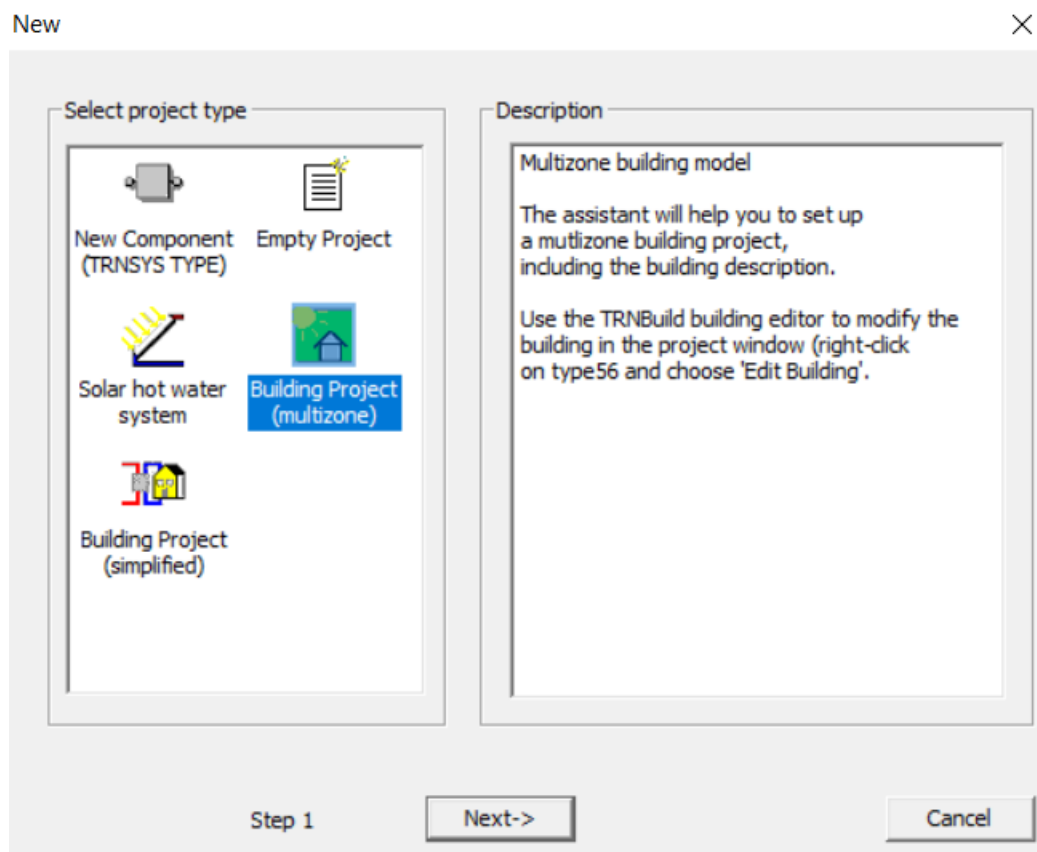 New
Select project type
New Component
(TRNSYS TYPE)
Empty Project
Solar hot water
system
Building Project
(multizone)
Building Project
(simplified)
Description
Multizone building model
The assistant will help you to set up
a mutlizone building project,
including the building description.
Use the TRNBuild building editor to modify the
building in the project window (right-click
on type56 and choose 'Edit Building'.
Step 1
Next->
Cancel